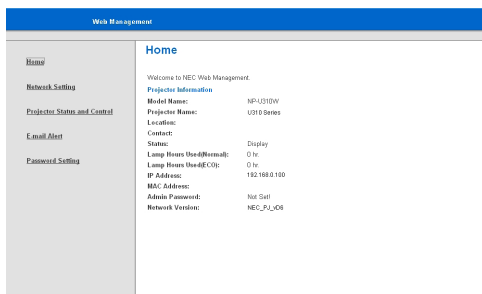 Web Management
Home
Network Setting
Projector Status and Control
E-mail Alert
Password Setting
Home
Welcome to NEC Web Management.
Projector Information
Model Name: NP-U310W
Projector Name: U310 Series
Location:
Contact:
Status: Display
Lamp Hours Used(Normal): 0 hr.
Lamp Hours Used(ECO): 0 hr.
IP Address: 192.168.0.100
MAC Address:
Admin Password: Not Set!
Network Version: NEC_PJ_vD6